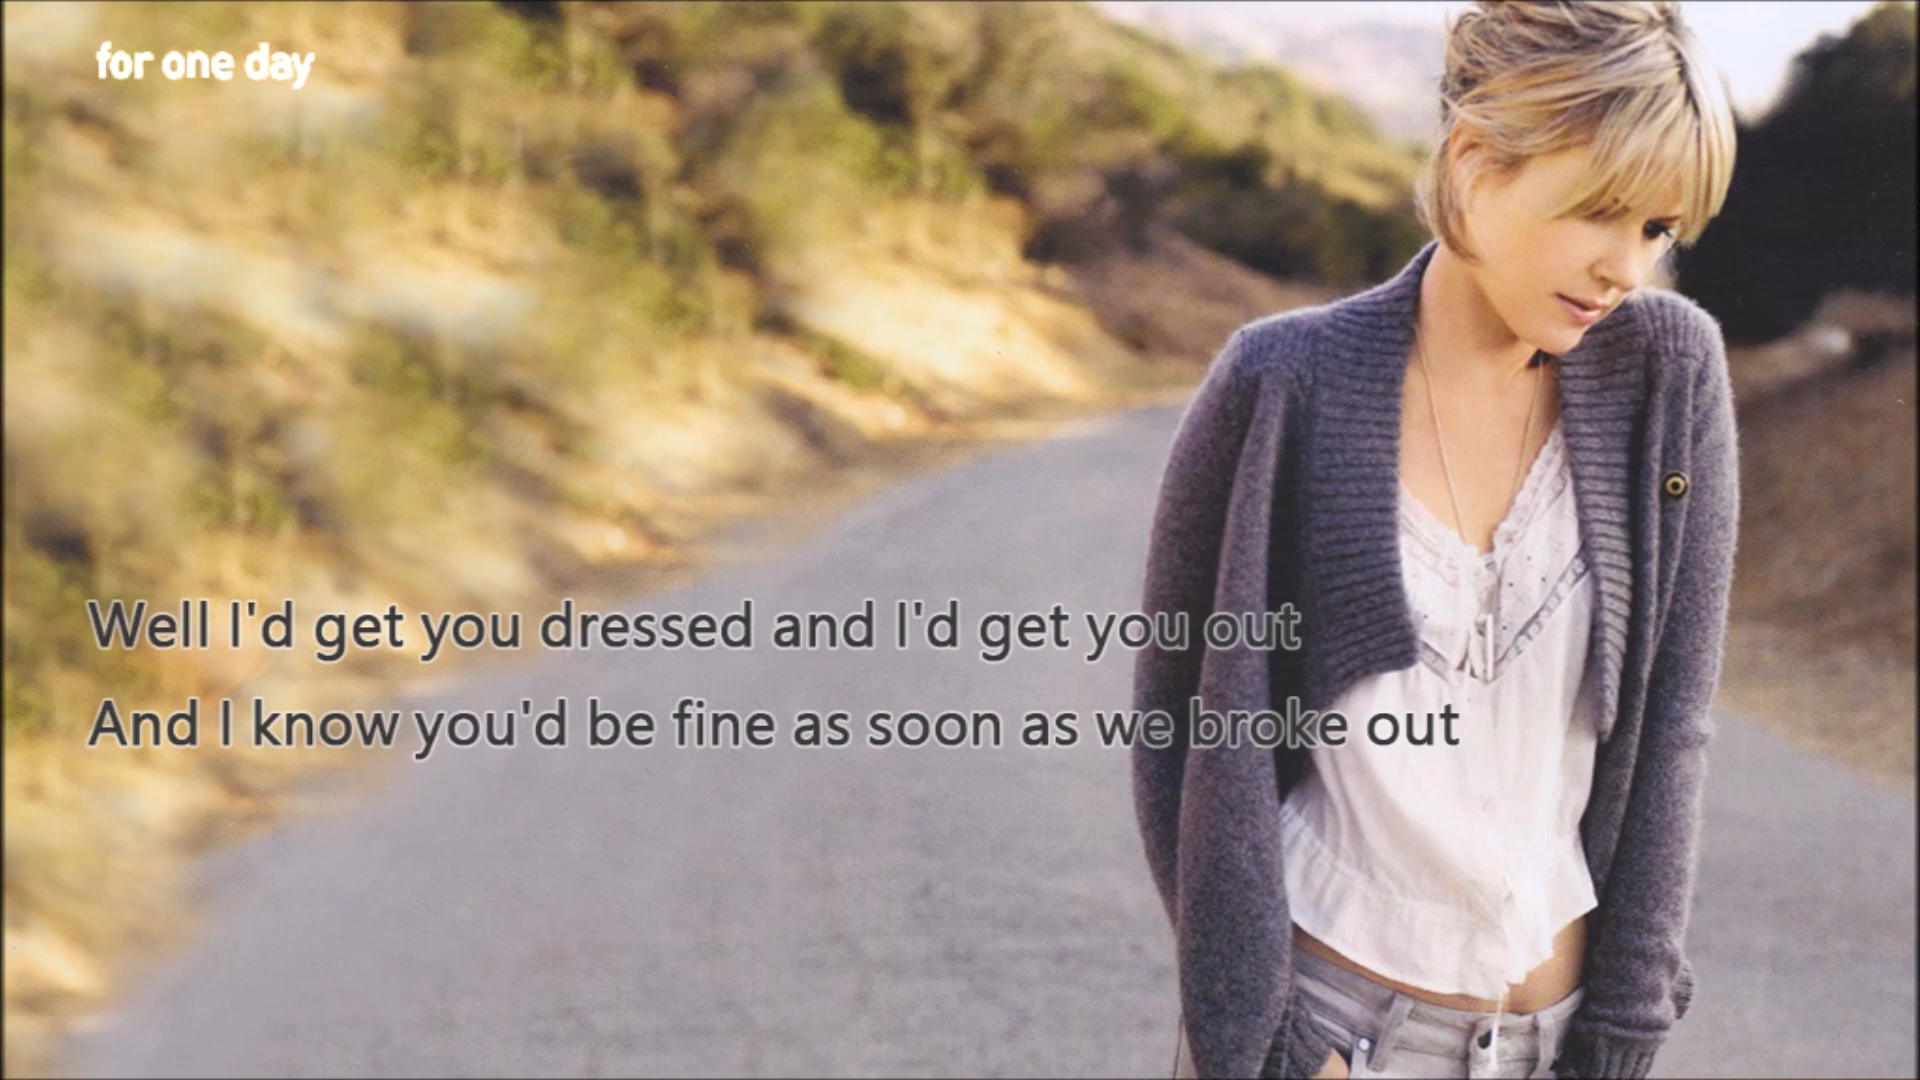 for one day
Well I'd get you dressed and I'd get you out
And I know you'd be fine as soon as we broke out